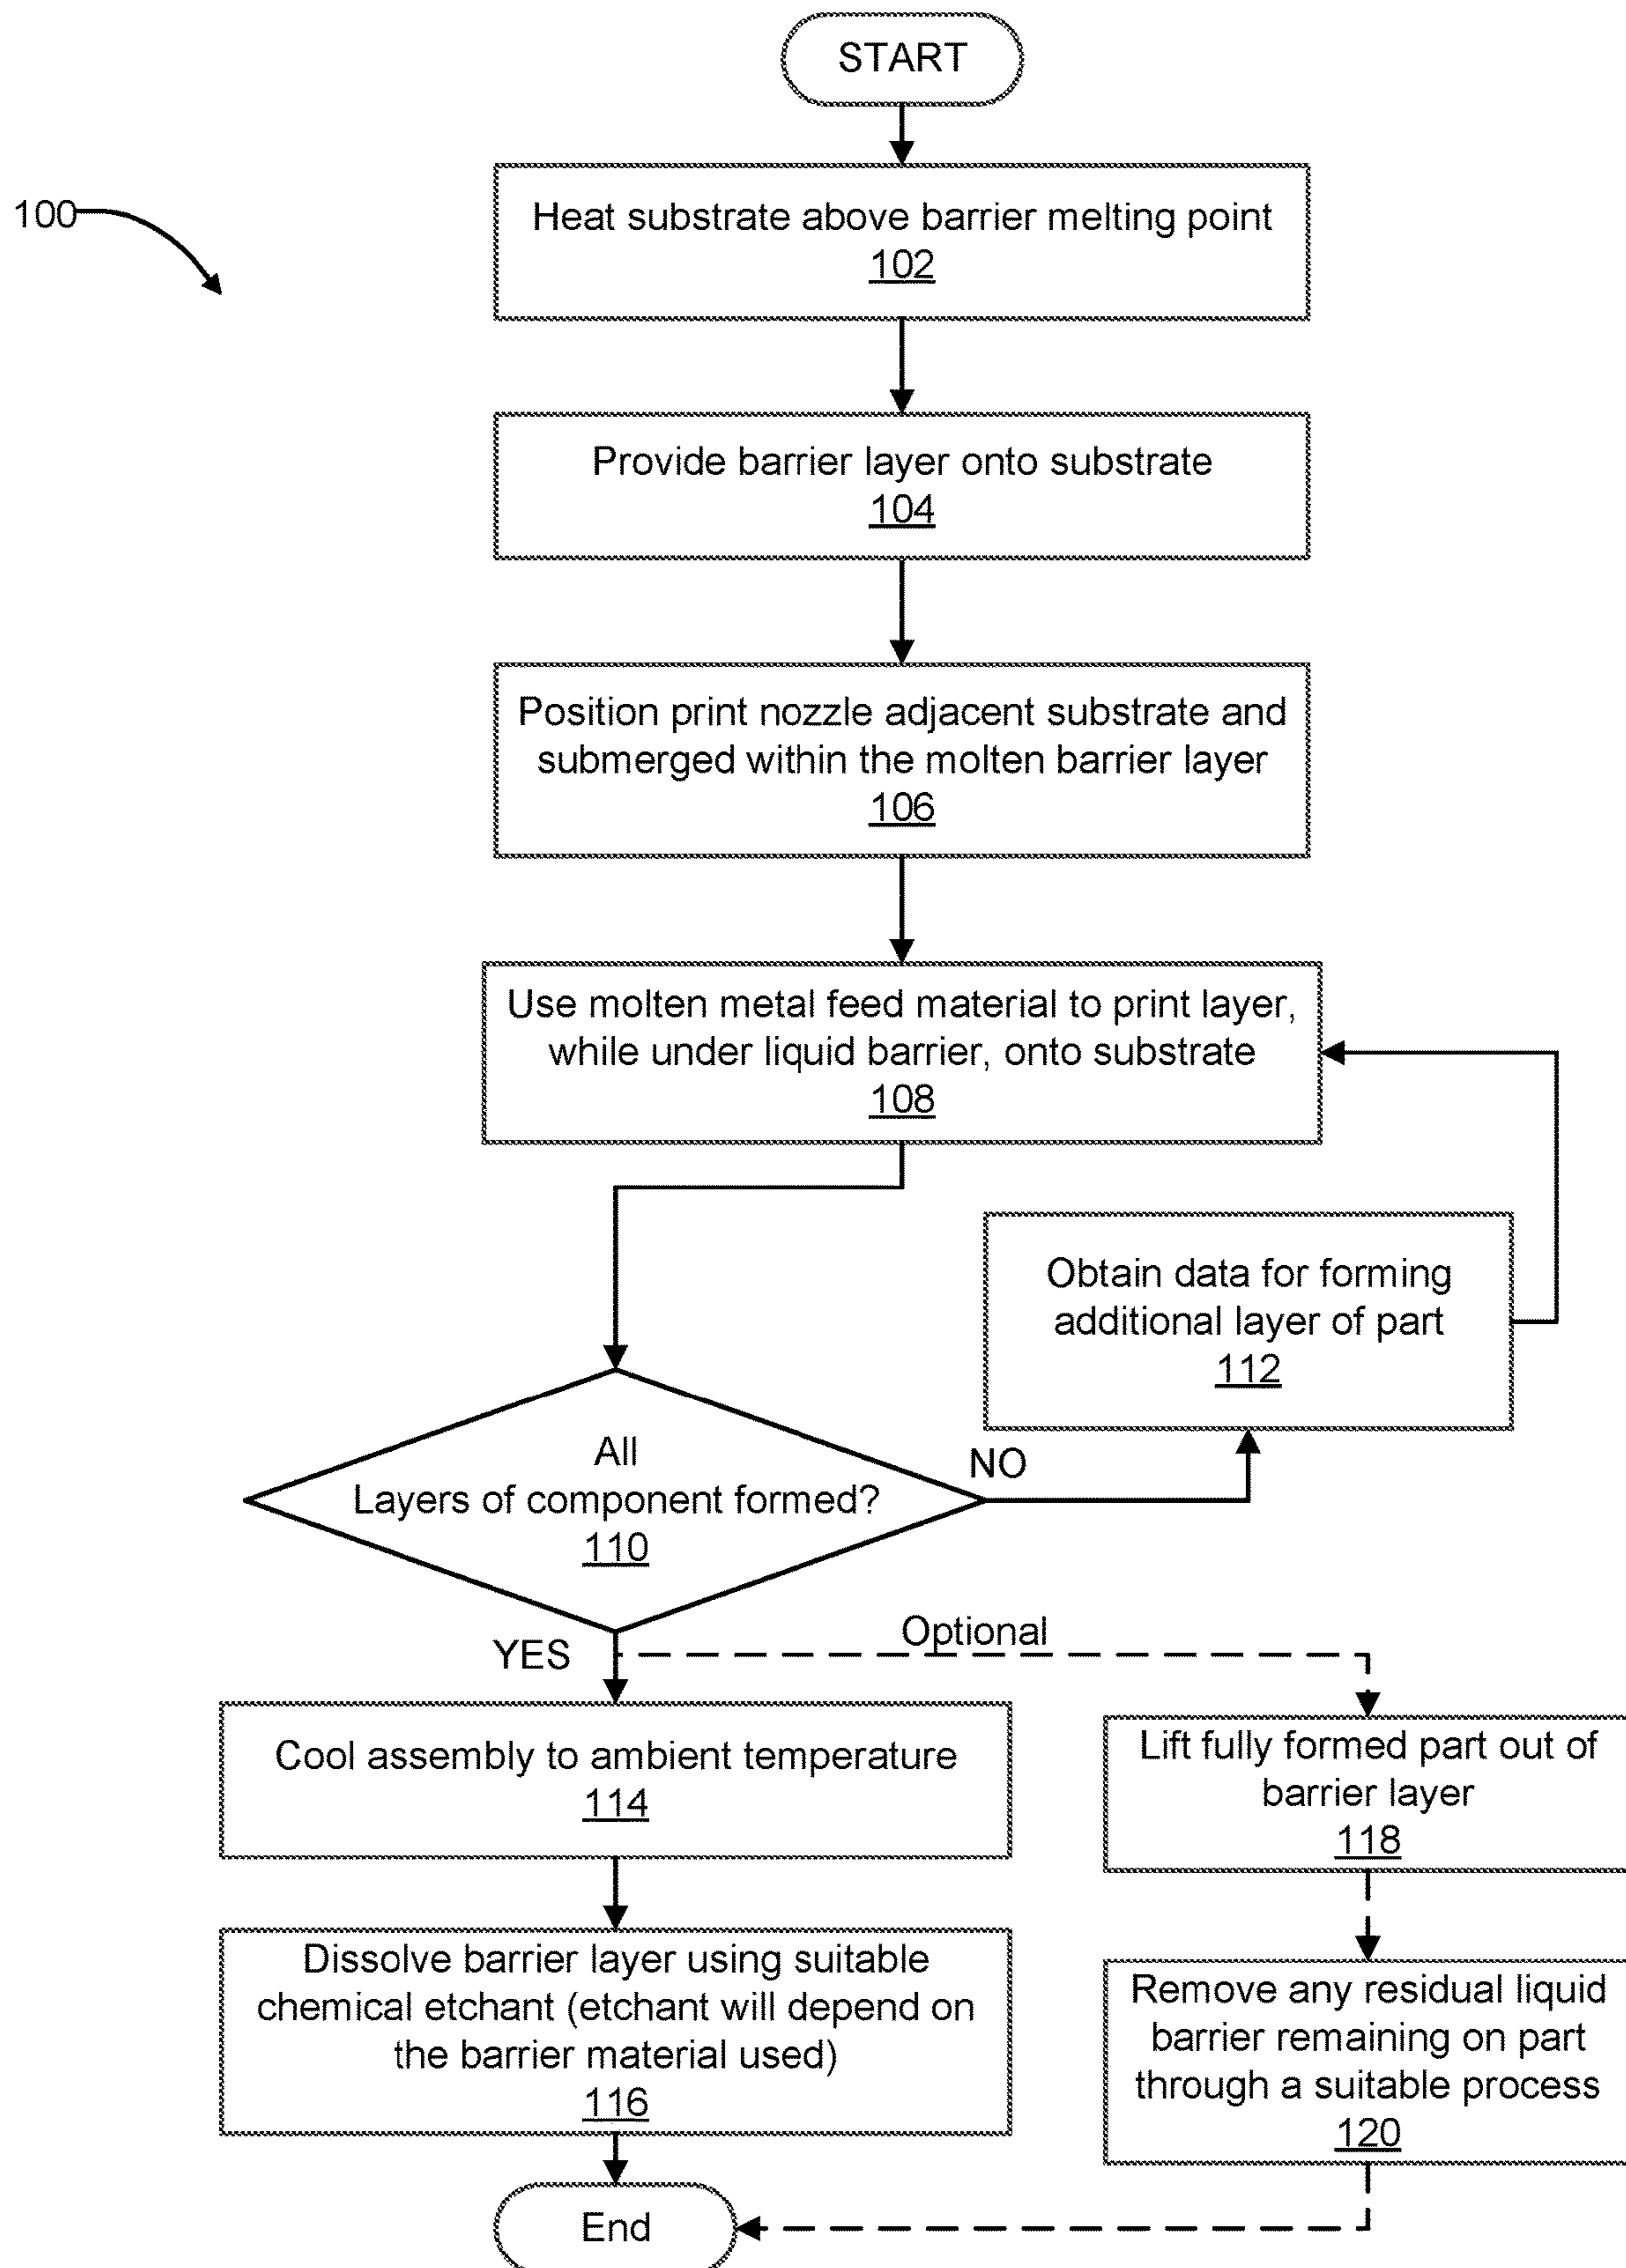 START
100
Heat substrate above barrier melting point
102
Provide barrier layer onto substrate
104
Position print nozzle adjacent substrate and
submerged within the molten barrier layer
106
Use molten metal feed material to print layer,
while under liquid barrier, onto substrate
108
Obtain data for forming
additional layer of part
112
All
Layers of component formed?
110
NO
YES
Optional
Cool assembly to ambient temperature
114
Lift fully formed part out of
barrier layer
118
Dissolve barrier layer using suitable
chemical etchant (etchant will depend on
the barrier material used)
116
Remove any residual liquid
barrier remaining on part
through a suitable process
120
End